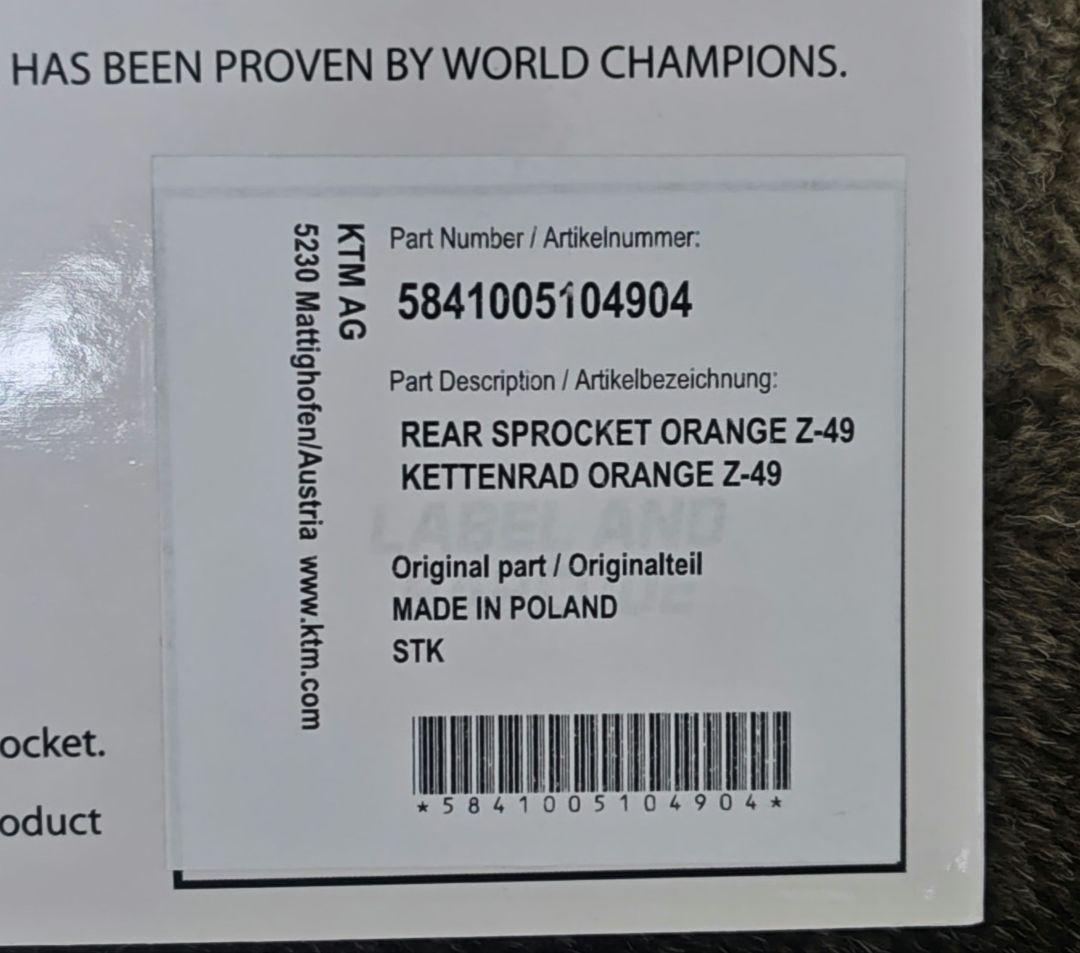 HAS BEEN PROVEN BY WORLD CHAMPIONS.
KTM AG
5230 Mattighofen/Austria www.ktm.com
Part Number / Artikelnummer:
5841005104904
Part Description / Artikelbezeichnung:
REAR SPROCKET ORANGE Z-49
KETTENRAD ORANGE Z-49
LABEL AND
Original part / Originalteil
MADE IN POLAND
STK
*5841005104904*
ocket.
oduct